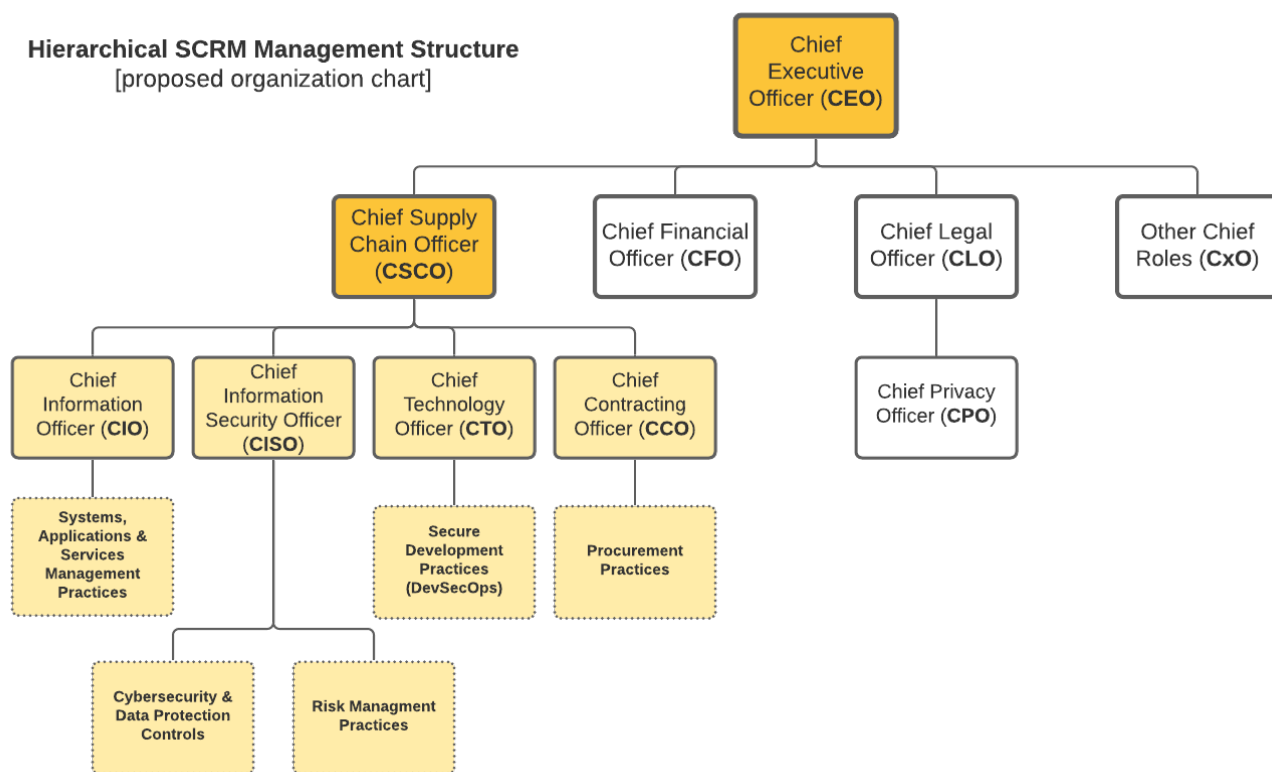 Hierarchical SCRM Management Structure
[proposed organization chart]
Chief
Executive
Officer (CEO)
Chief Supply
Chain Officer
(CSCO)
Chief Financial
Officer (CFO)
Chief Legal
Officer (CLO)
Other Chief
Roles (CxO)
Chief
Information
Officer (CIO)
Chief
Information
Security Officer
(CISO)
Chief
Technology
Officer (CTO)
Chief
Contracting
Officer (CCO)
Chief Privacy
Officer (CPO)
Systems,
Applications &
Services
Management
Practices
Secure
Development
Practices
(DevSecOps)
Procurement
Practices
Cybersecurity &
Data Protection
Controls
Risk Managment
Practices